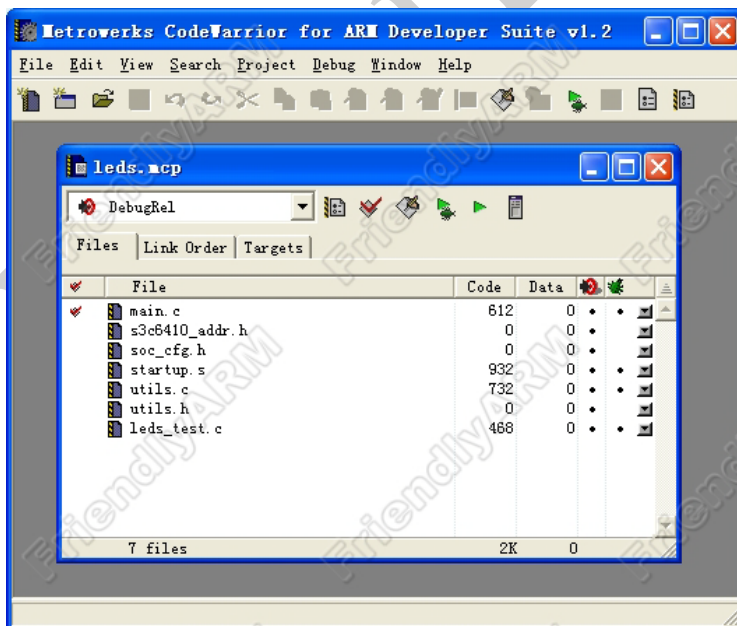 Metrowerks CodeWarrior for ARM Developer Suite v1.2
File Edit View Search Project Debug Window Help
leds.mcp
DebugRel
Files Link Order Targets
File Code Data
main.c 612 0
s3c6410_addr.h 0 0
soc_cfg.h 0 0
startup.s 932 0
utils.c 732 0
utils.h 0 0
leds_test.c 468 0
7 files 2K 0
FriendlyARM
FriendlyARM
FriendlyARM
FriendlyARM
FriendlyARM
FriendlyARM